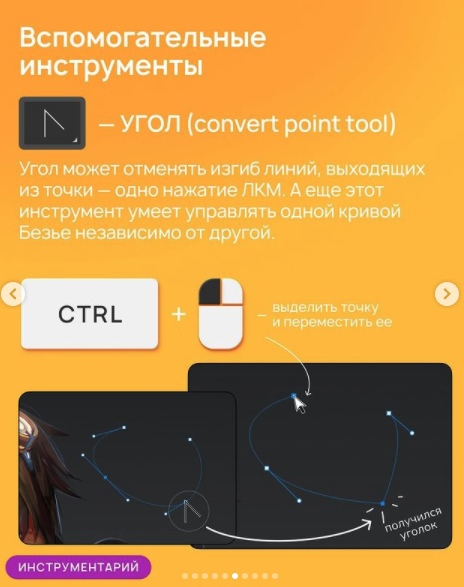 Вспомогательные
инструменты
— УГОЛ (convert point tool)
Угол может отменять изгиб линий, выходящих
из точки — одно нажатие ЛКМ. А еще этот
инструмент умеет управлять одной кривой
Безье независимо от другой.
CTRL
+
— выделить точку
и переместить ее
получился
уголок
ИНСТРУМЕНТАРИЙ